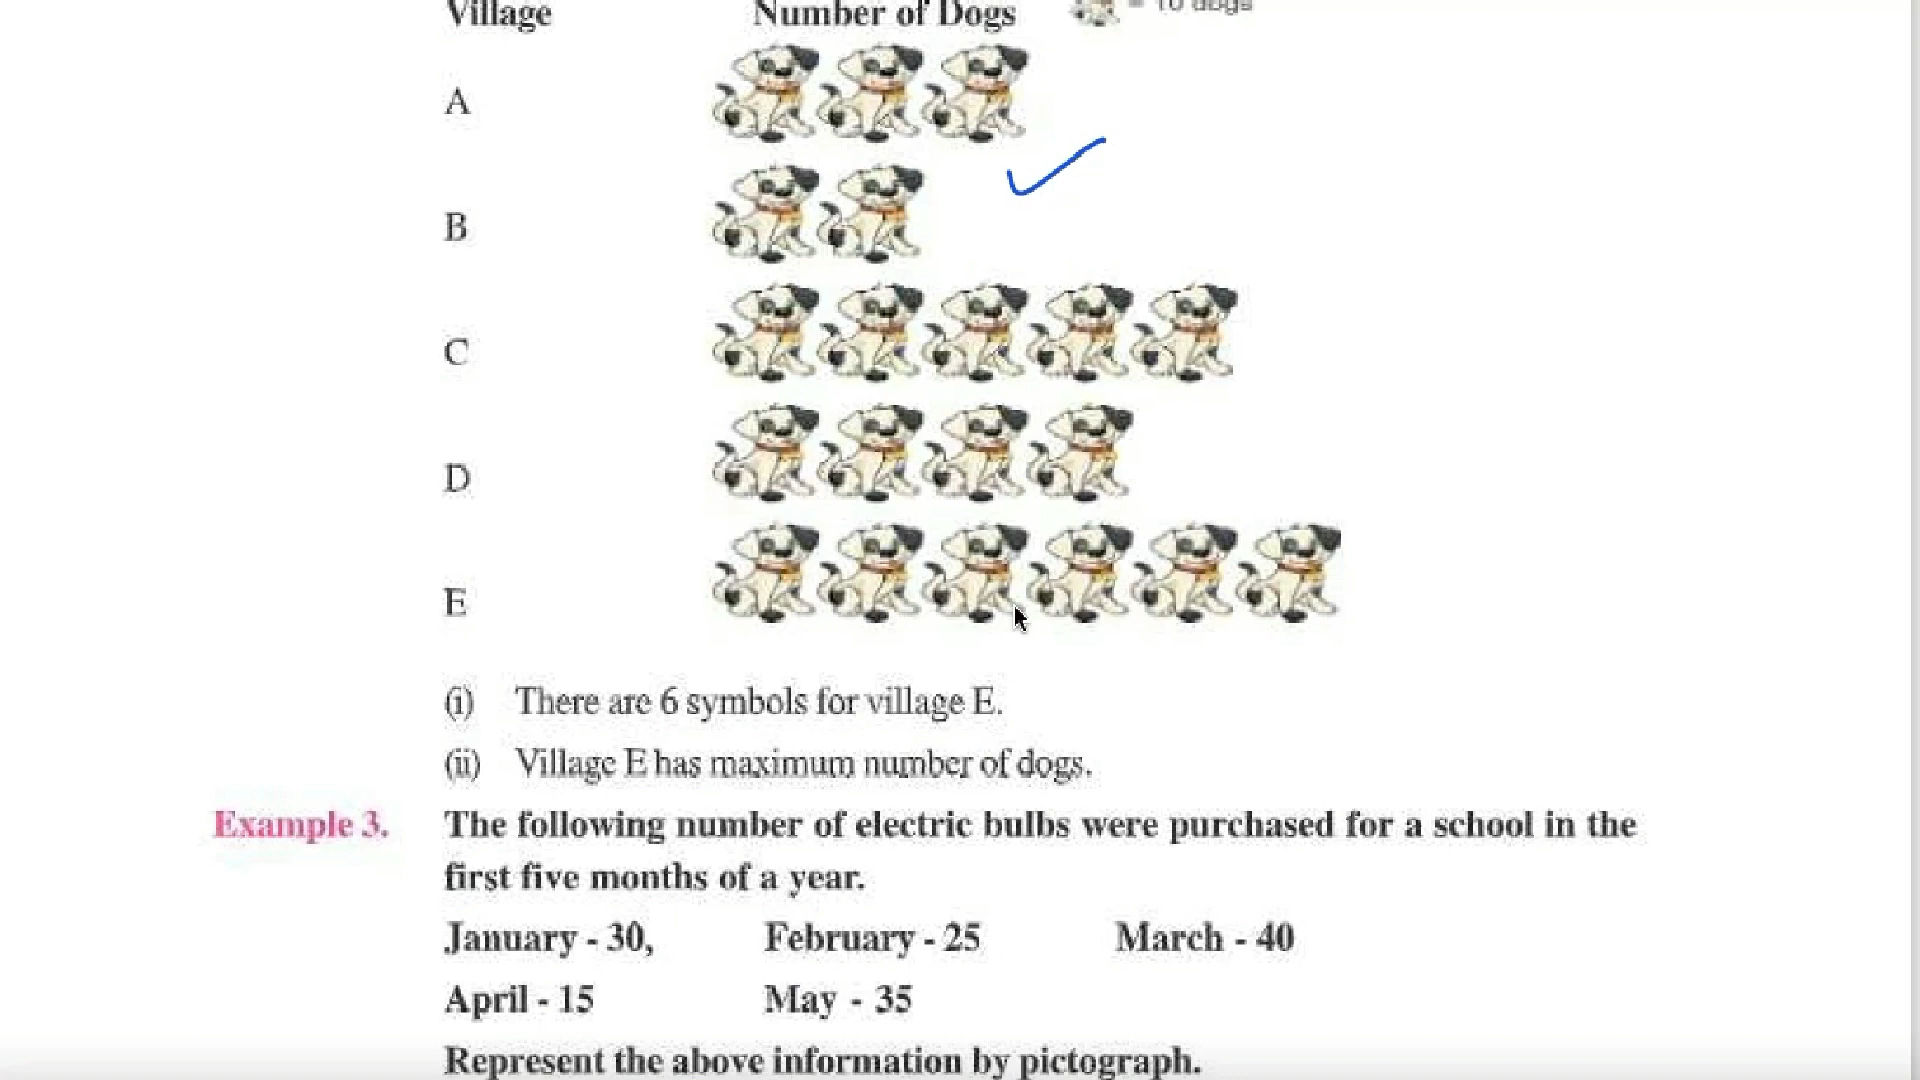 Village Number of Dogs = 10 dogs
A
B
C
D
E
(i) There are 6 symbols for village E.
(ii) Village E has maximum number of dogs.
Example 3. The following number of electric bulbs were purchased for a school in the
first five months of a year.
January - 30, February - 25 March - 40
April - 15 May - 35
Represent the above information by pictograph.